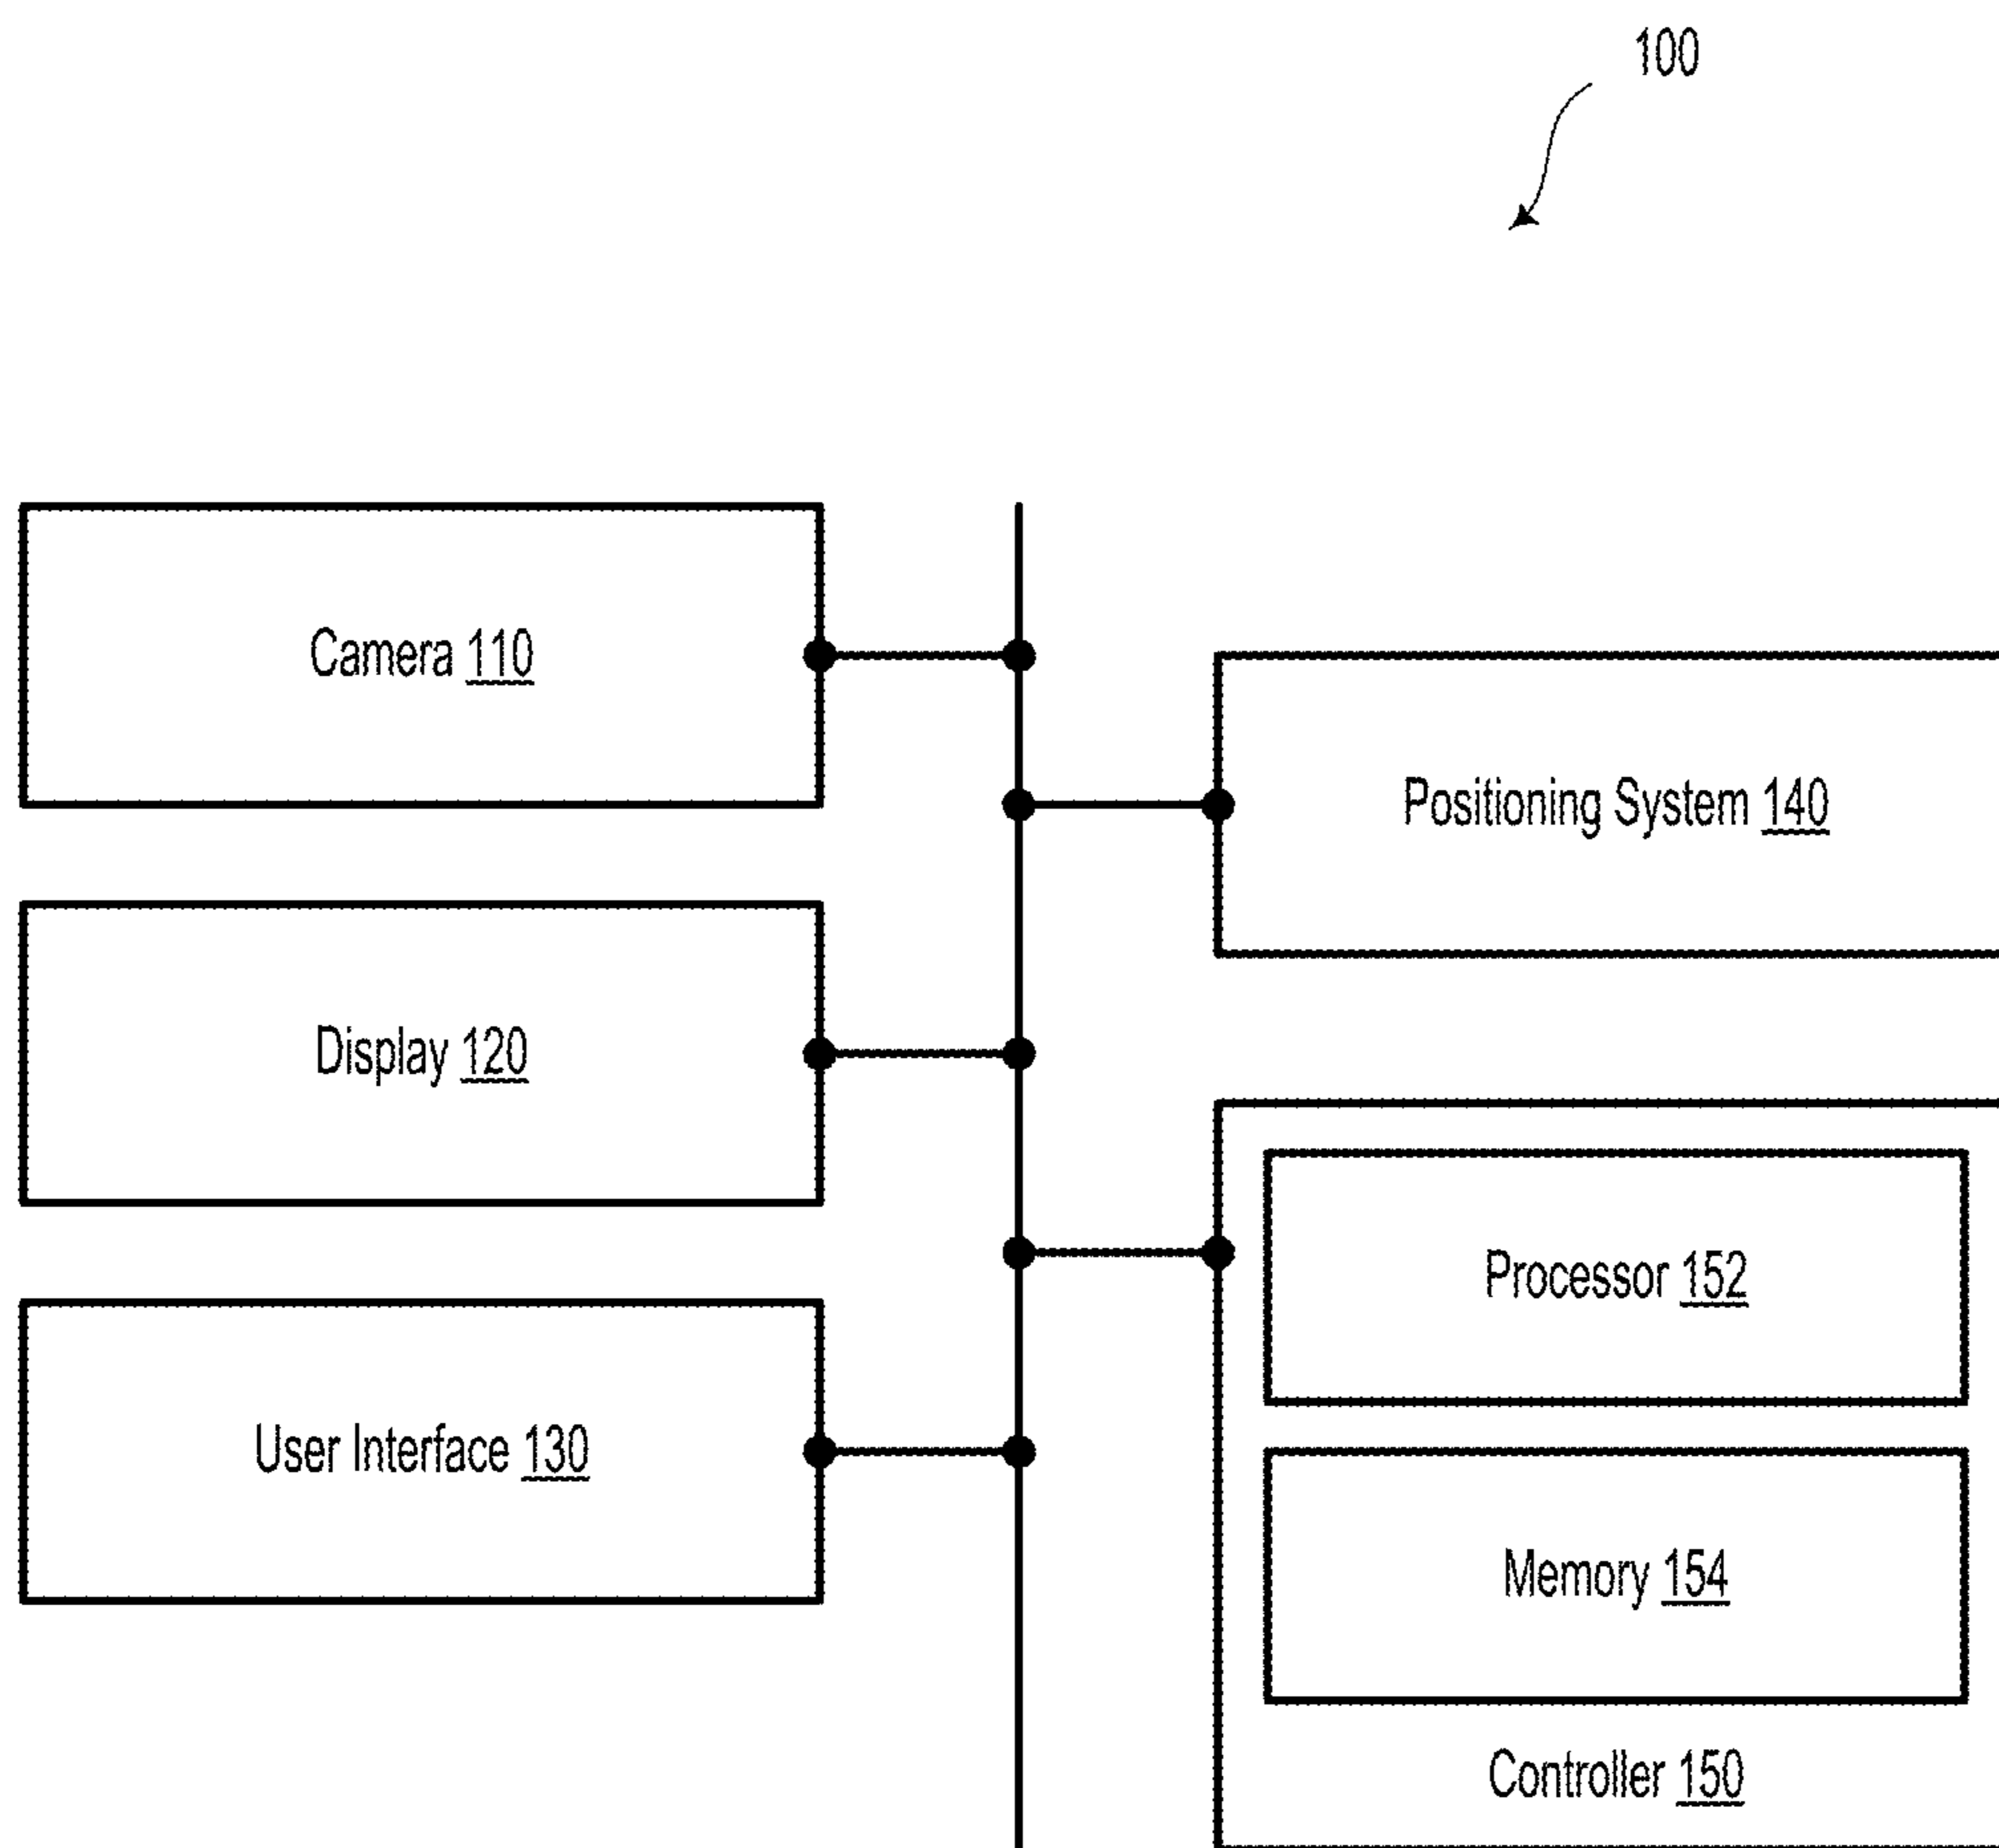 100
Camera 110
Positioning System 140
Display 120
Processor 152
User Interface 130
Memory 154
Controller 150